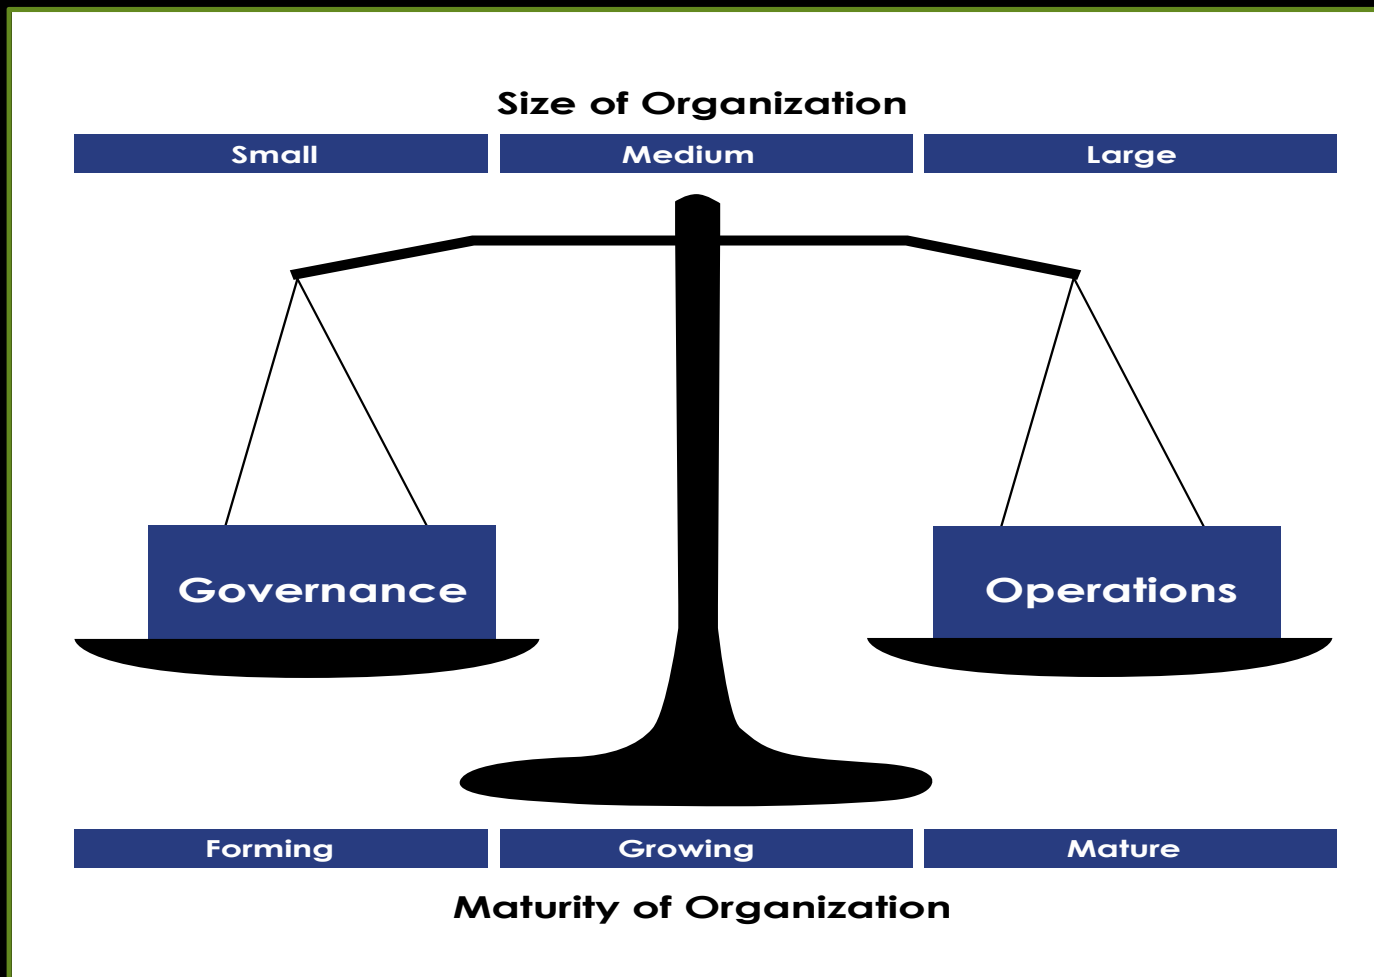 Size of Organization
Small Medium Large
Governance Operations
Forming Growing Mature
Maturity of Organization